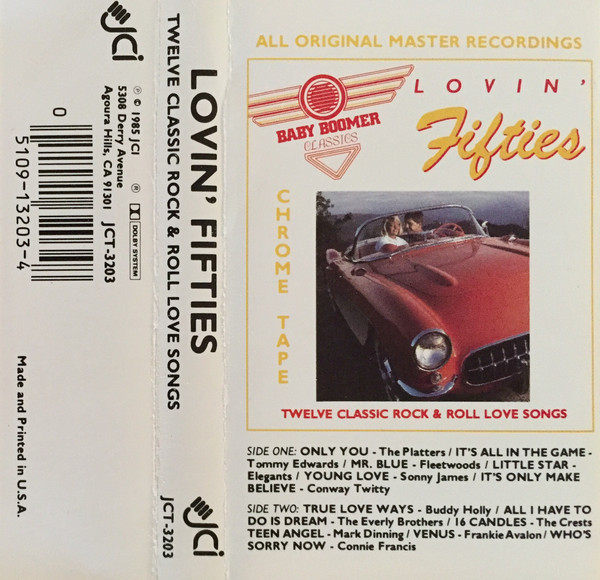 JCI
℗ © 1985 JCI
5308 Derry Avenue
Agoura Hills, CA 91301
® DOLBY SYSTEM
JCT-3203
0
5109-13203-4
Made and Printed in U.S.A.
JCI
LOVIN' FIFTIES
TWELVE CLASSIC ROCK & ROLL LOVE SONGS
JCT-3203
JCI
ALL ORIGINAL MASTER RECORDINGS
BABY BOOMER
CLASSICS
LOVIN'
Fifties
CHROME TAPE
TWELVE CLASSIC ROCK & ROLL LOVE SONGS
SIDE ONE: ONLY YOU - The Platters / IT'S ALL IN THE GAME -
Tommy Edwards / MR. BLUE - Fleetwoods / LITTLE STAR -
Elegants / YOUNG LOVE - Sonny James / IT'S ONLY MAKE
BELIEVE - Conway Twitty
SIDE TWO: TRUE LOVE WAYS - Buddy Holly / ALL I HAVE TO
DO IS DREAM - The Everly Brothers / 16 CANDLES - The Crests
TEEN ANGEL - Mark Dinning / VENUS - Frankie Avalon / WHO'S
SORRY NOW - Connie Francis